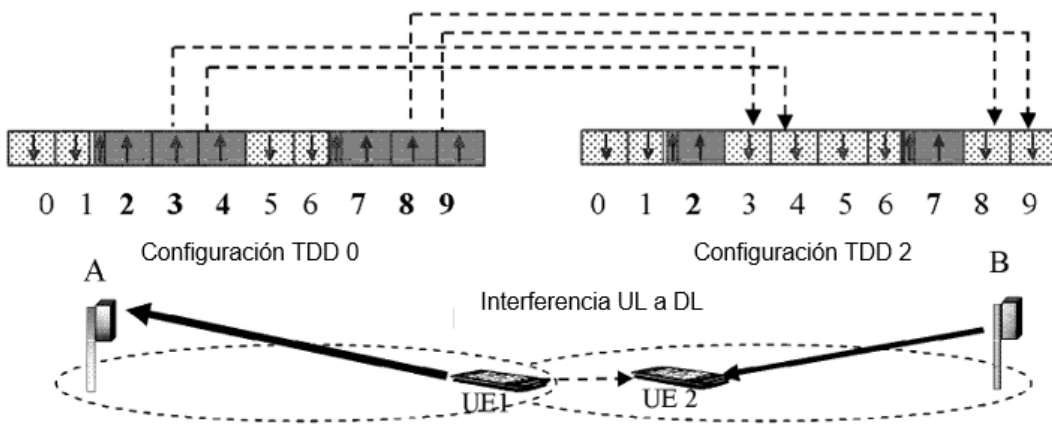 0 1 2 3 4 5 6 7 8 9
0 1 2 3 4 5 6 7 8 9
Configuración TDD 0
Configuración TDD 2
A
B
Interferencia UL a DL
UE1
UE 2